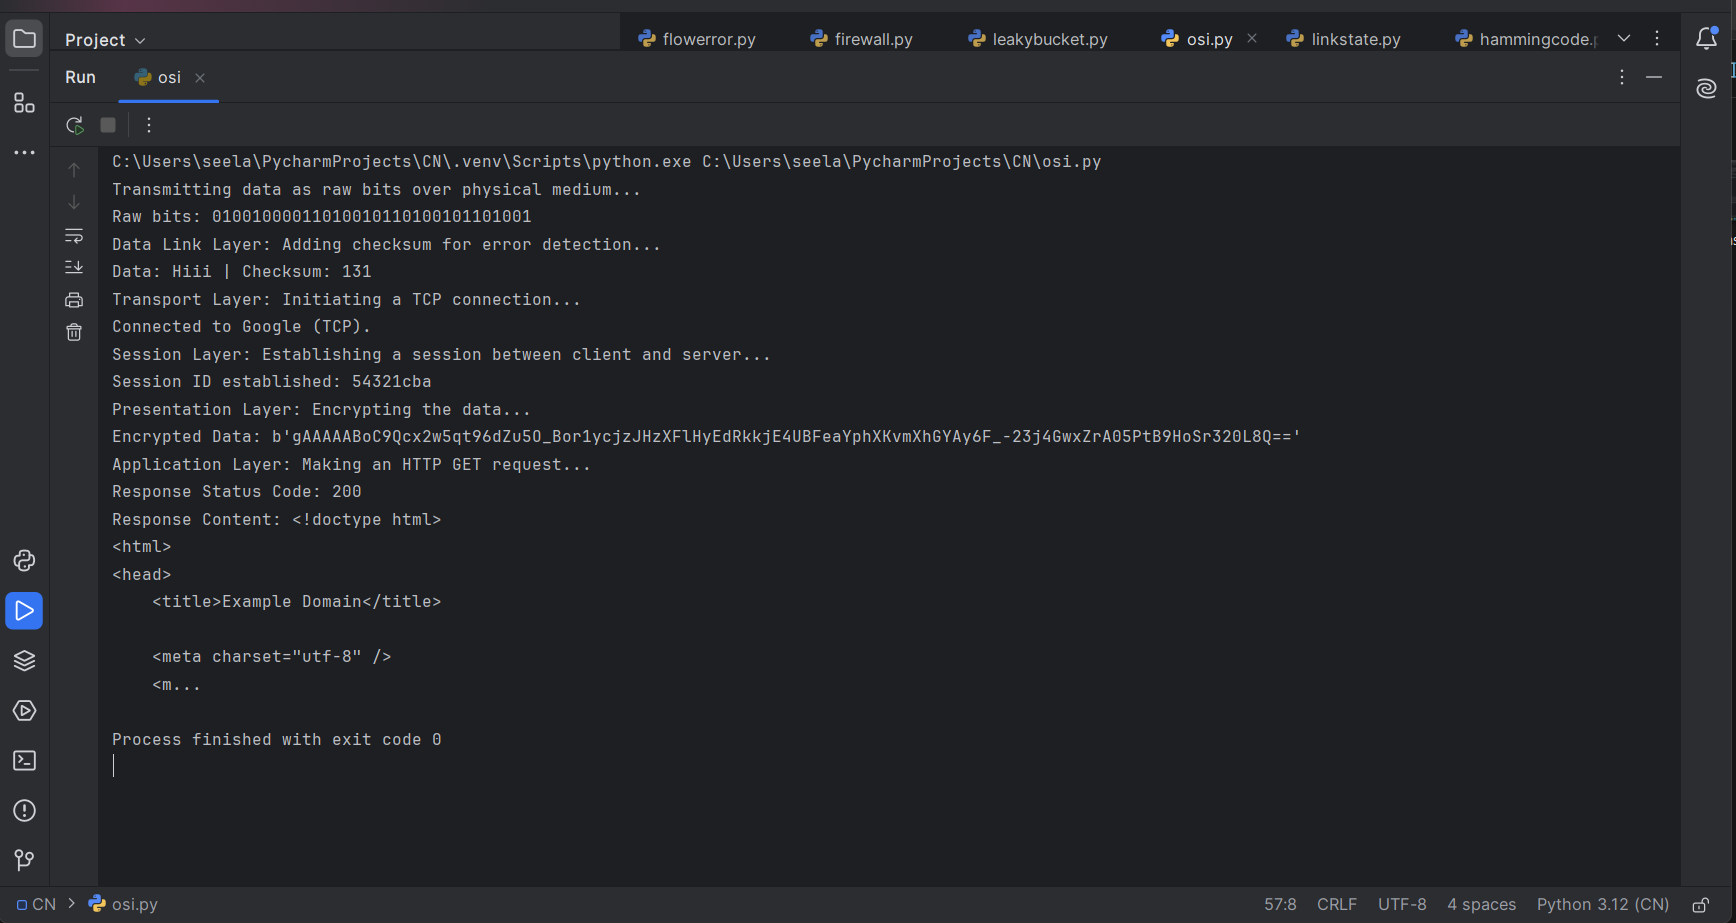 Project
flowerror.py
firewall.py
leakybucket.py
osi.py
linkstate.py
hammingcode.p
Run
osi
C:\Users\seela\PycharmProjects\CN\.venv\Scripts\python.exe C:\Users\seela\PycharmProjects\CN\osi.py
Transmitting data as raw bits over physical medium...
Raw bits: 01001000011010010110100101101001
Data Link Layer: Adding checksum for error detection...
Data: Hiii | Checksum: 131
Transport Layer: Initiating a TCP connection...
Connected to Google (TCP).
Session Layer: Establishing a session between client and server...
Session ID established: 54321cba
Presentation Layer: Encrypting the data...
Encrypted Data: b'gAAAAABoC9Qcx2w5qt96dZu5O_Bor1ycjzJHzXFlHyEdRkkjE4UBFeaYphXKvmXhGYAy6F_-23j4GwxZrA05PtB9HoSr320L8Q=='
Application Layer: Making an HTTP GET request...
Response Status Code: 200
Response Content: <!doctype html>
<html>
<head>
    <title>Example Domain</title>
    <meta charset="utf-8" />
    <m...
Process finished with exit code 0
CN > osi.py
57:8 CRLF UTF-8 4 spaces Python 3.12 (CN)